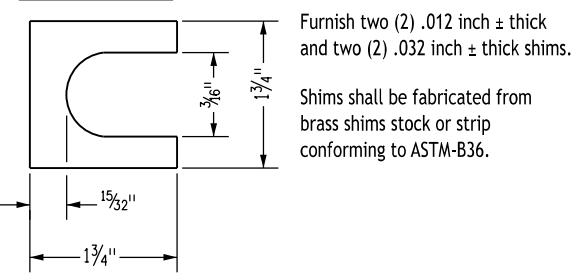 Furnish two (2) .012 inch ± thick
and two (2) .032 inch ± thick shims.
Shims shall be fabricated from
brass shims stock or strip
conforming to ASTM-B36.
3/16"
1 3/4"
15/32"
1 3/4"